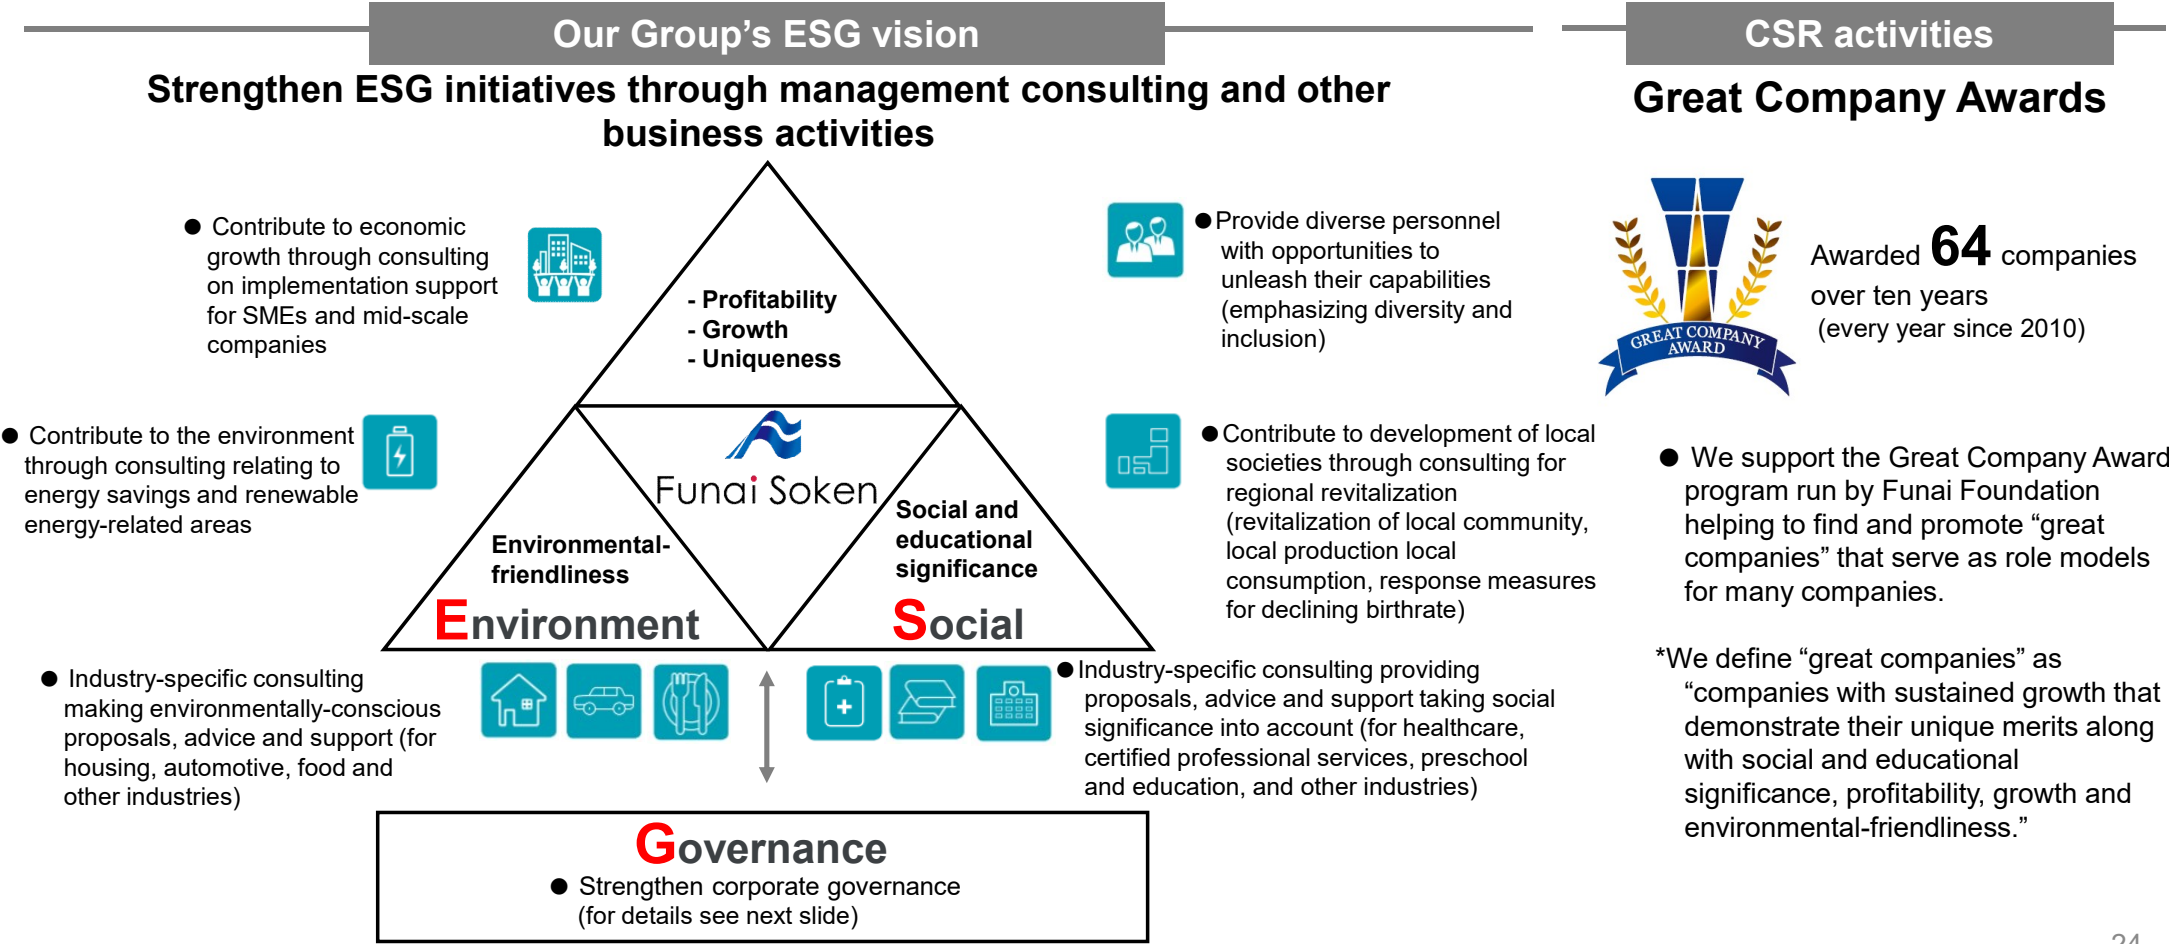 Our Group’s ESG vision
Strengthen ESG initiatives through management consulting and other
business activities
● Contribute to economic
growth through consulting
on implementation support
for SMEs and mid-scale
companies
- Profitability
- Growth
- Uniqueness
●Provide diverse personnel
with opportunities to
unleash their capabilities
(emphasizing diversity and
inclusion)
● Contribute to the environment
through consulting relating to
energy savings and renewable
energy-related areas
Funai Soken
Environmental-
friendliness
Environment
Social and
educational
significance
Social
●Contribute to development of local
societies through consulting for
regional revitalization
(revitalization of local community,
local production local
consumption, response measures
for declining birthrate)
● Industry-specific consulting
making environmentally-conscious
proposals, advice and support (for
housing, automotive, food and
other industries)
●Industry-specific consulting providing
proposals, advice and support taking social
significance into account (for healthcare,
certified professional services, preschool
and education, and other industries)
Governance
● Strengthen corporate governance
(for details see next slide)
CSR activities
Great Company Awards
GREAT COMPANY
AWARD
Awarded 64 companies
over ten years
(every year since 2010)
● We support the Great Company Award
program run by Funai Foundation
helping to find and promote “great
companies” that serve as role models
for many companies.
*We define “great companies” as
“companies with sustained growth that
demonstrate their unique merits along
with social and educational
significance, profitability, growth and
environmental-friendliness.”
24